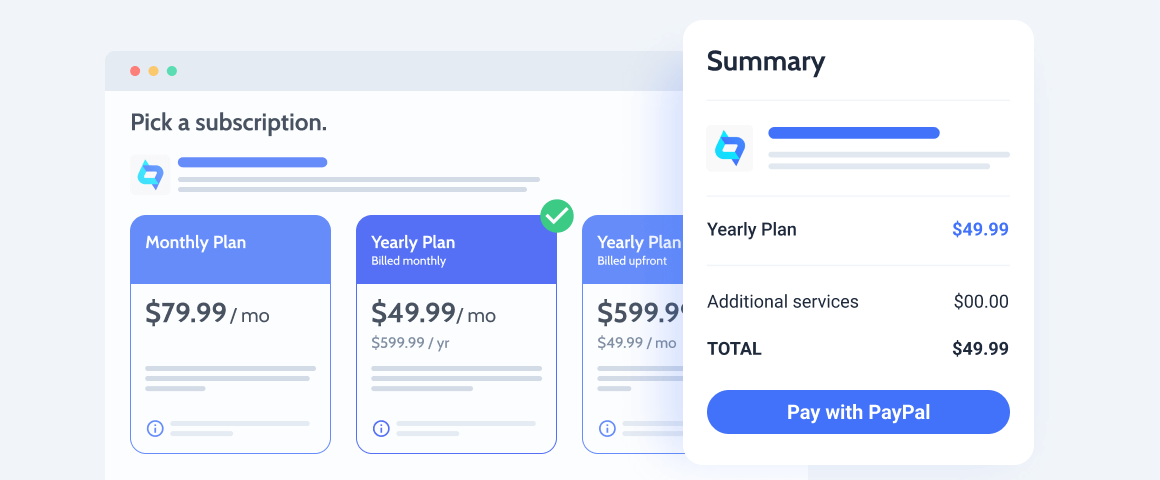 Pick a subscription.
Monthly Plan
$79.99 / mo
Yearly Plan
Billed monthly
$49.99/ mo
$599.99 / yr
Yearly Plan
Billed upfront
$599.9
$49.99 / mo
Summary
Yearly Plan $49.99
Additional services $00.00
TOTAL $49.99
Pay with PayPal